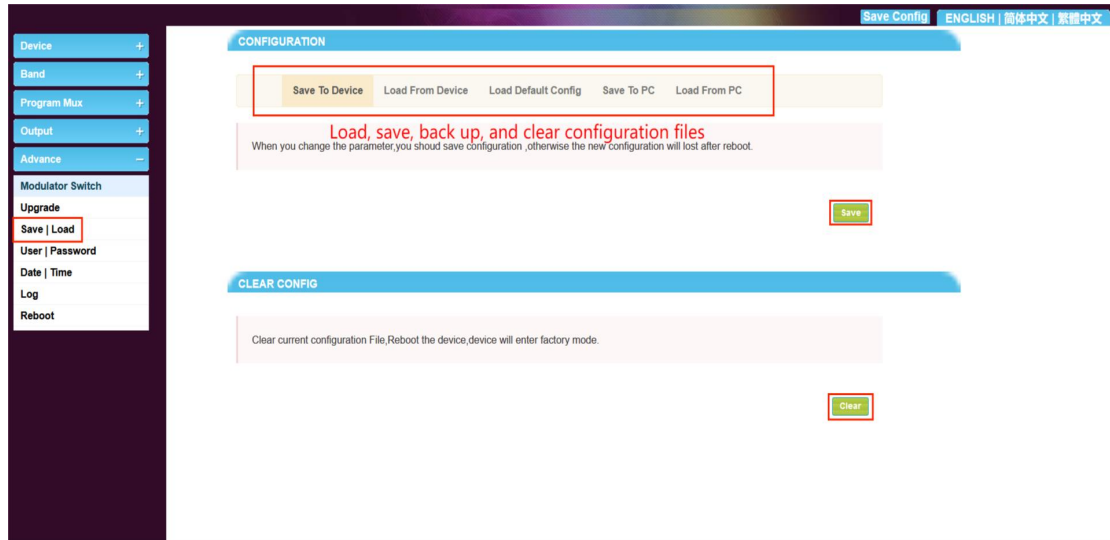 Save Config ENGLISH | 简体中文 | 繁體中文
Device +
Band +
Program Mux +
Output +
Advance −
Modulator Switch
Upgrade
Save | Load
User | Password
Date | Time
Log
Reboot
CONFIGURATION
Save To Device Load From Device Load Default Config Save To PC Load From PC
Load, save, back up, and clear configuration files
When you change the parameter,you shoud save configuration ,otherwise the new configuration will lost after reboot.
Save
CLEAR CONFIG
Clear current configuration File,Reboot the device,device will enter factory mode.
Clear